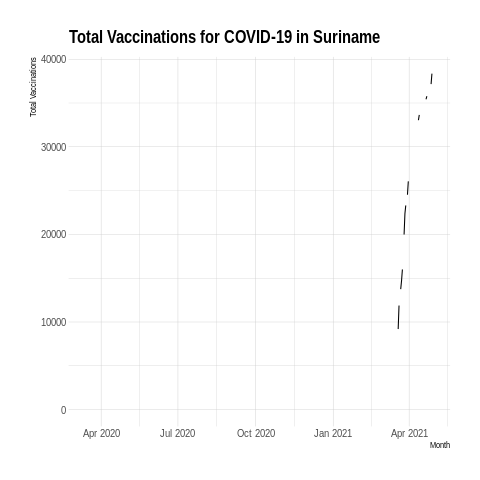 Total Vaccinations for COVID-19 in Suriname
Total Vaccinations
40000
30000
20000
10000
0
Apr 2020
Jul 2020
Oct 2020
Jan 2021
Apr 2021
Month